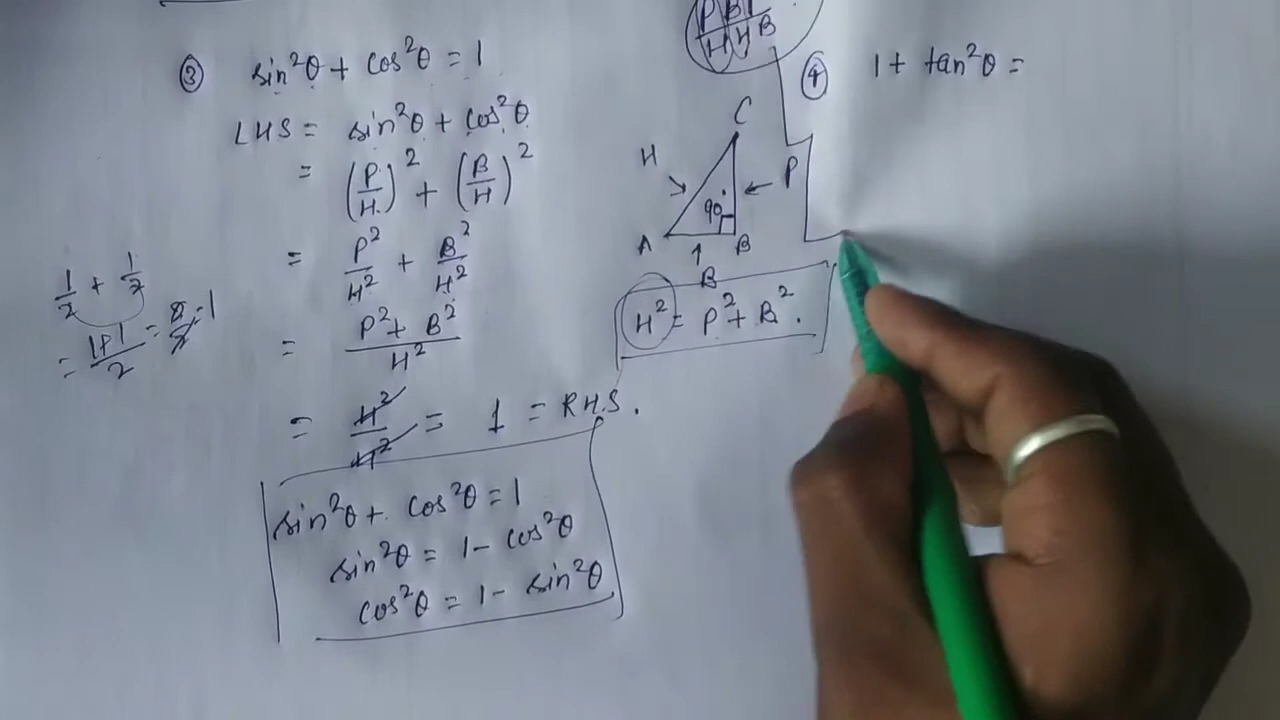 ③ sin²θ + cos²θ = 1
LHS = sin²θ + cos²θ
= (P/H)² + (B/H)²
= P²/H² + B²/H²
= (P² + B²)/H²
= H²/H² = 1 = R.H.S.
sin²θ + cos²θ = 1
sin²θ = 1 - cos²θ
cos²θ = 1 - sin²θ
1/2 + 1/2
= (1+1)/2 = 2/2 = 1
P B P
H H B
C
H P
90°
A B
B
H² = P² + B².
④ 1 + tan²θ =